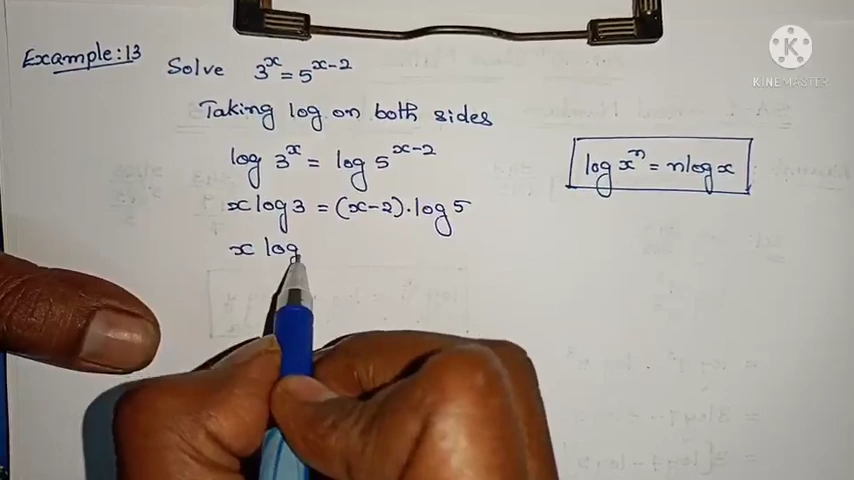 Example:13 Solve 3^x = 5^(x-2)
Taking log on both sides
log 3^x = log 5^(x-2)
log x^n = n log x
x log 3 = (x-2)·log 5
x log
K
KINEMASTER